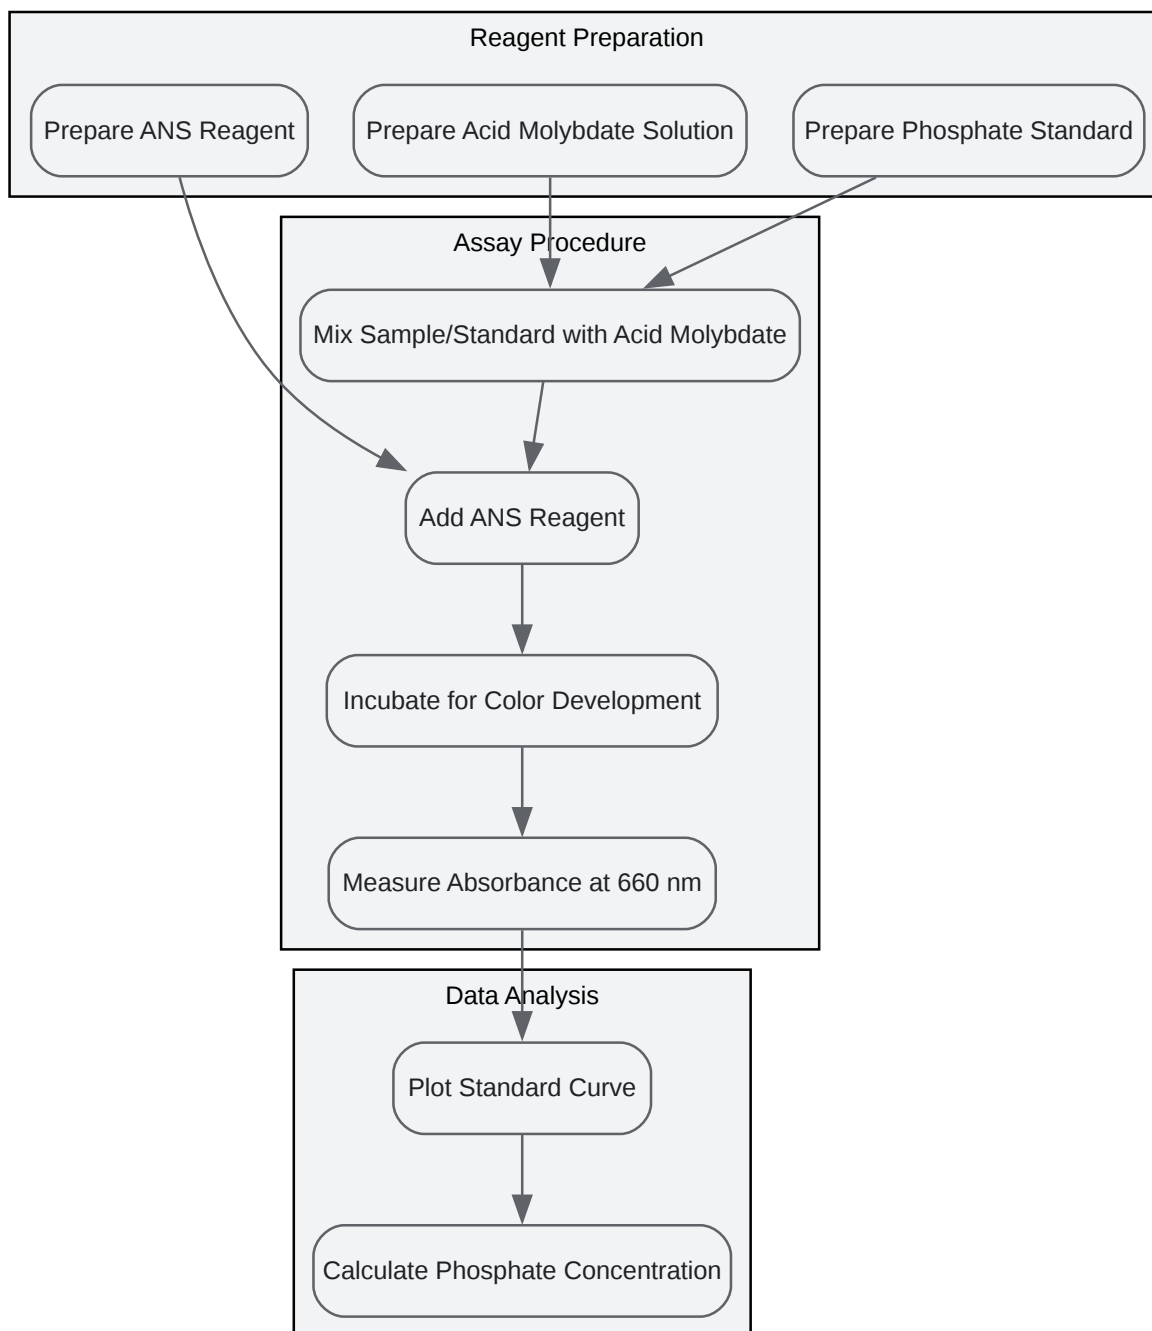 Reagent Preparation
Prepare ANS Reagent
Prepare Acid Molybdate Solution
Prepare Phosphate Standard
Assay Procedure
Mix Sample/Standard with Acid Molybdate
Add ANS Reagent
Incubate for Color Development
Measure Absorbance at 660 nm
Data Analysis
Plot Standard Curve
Calculate Phosphate Concentration